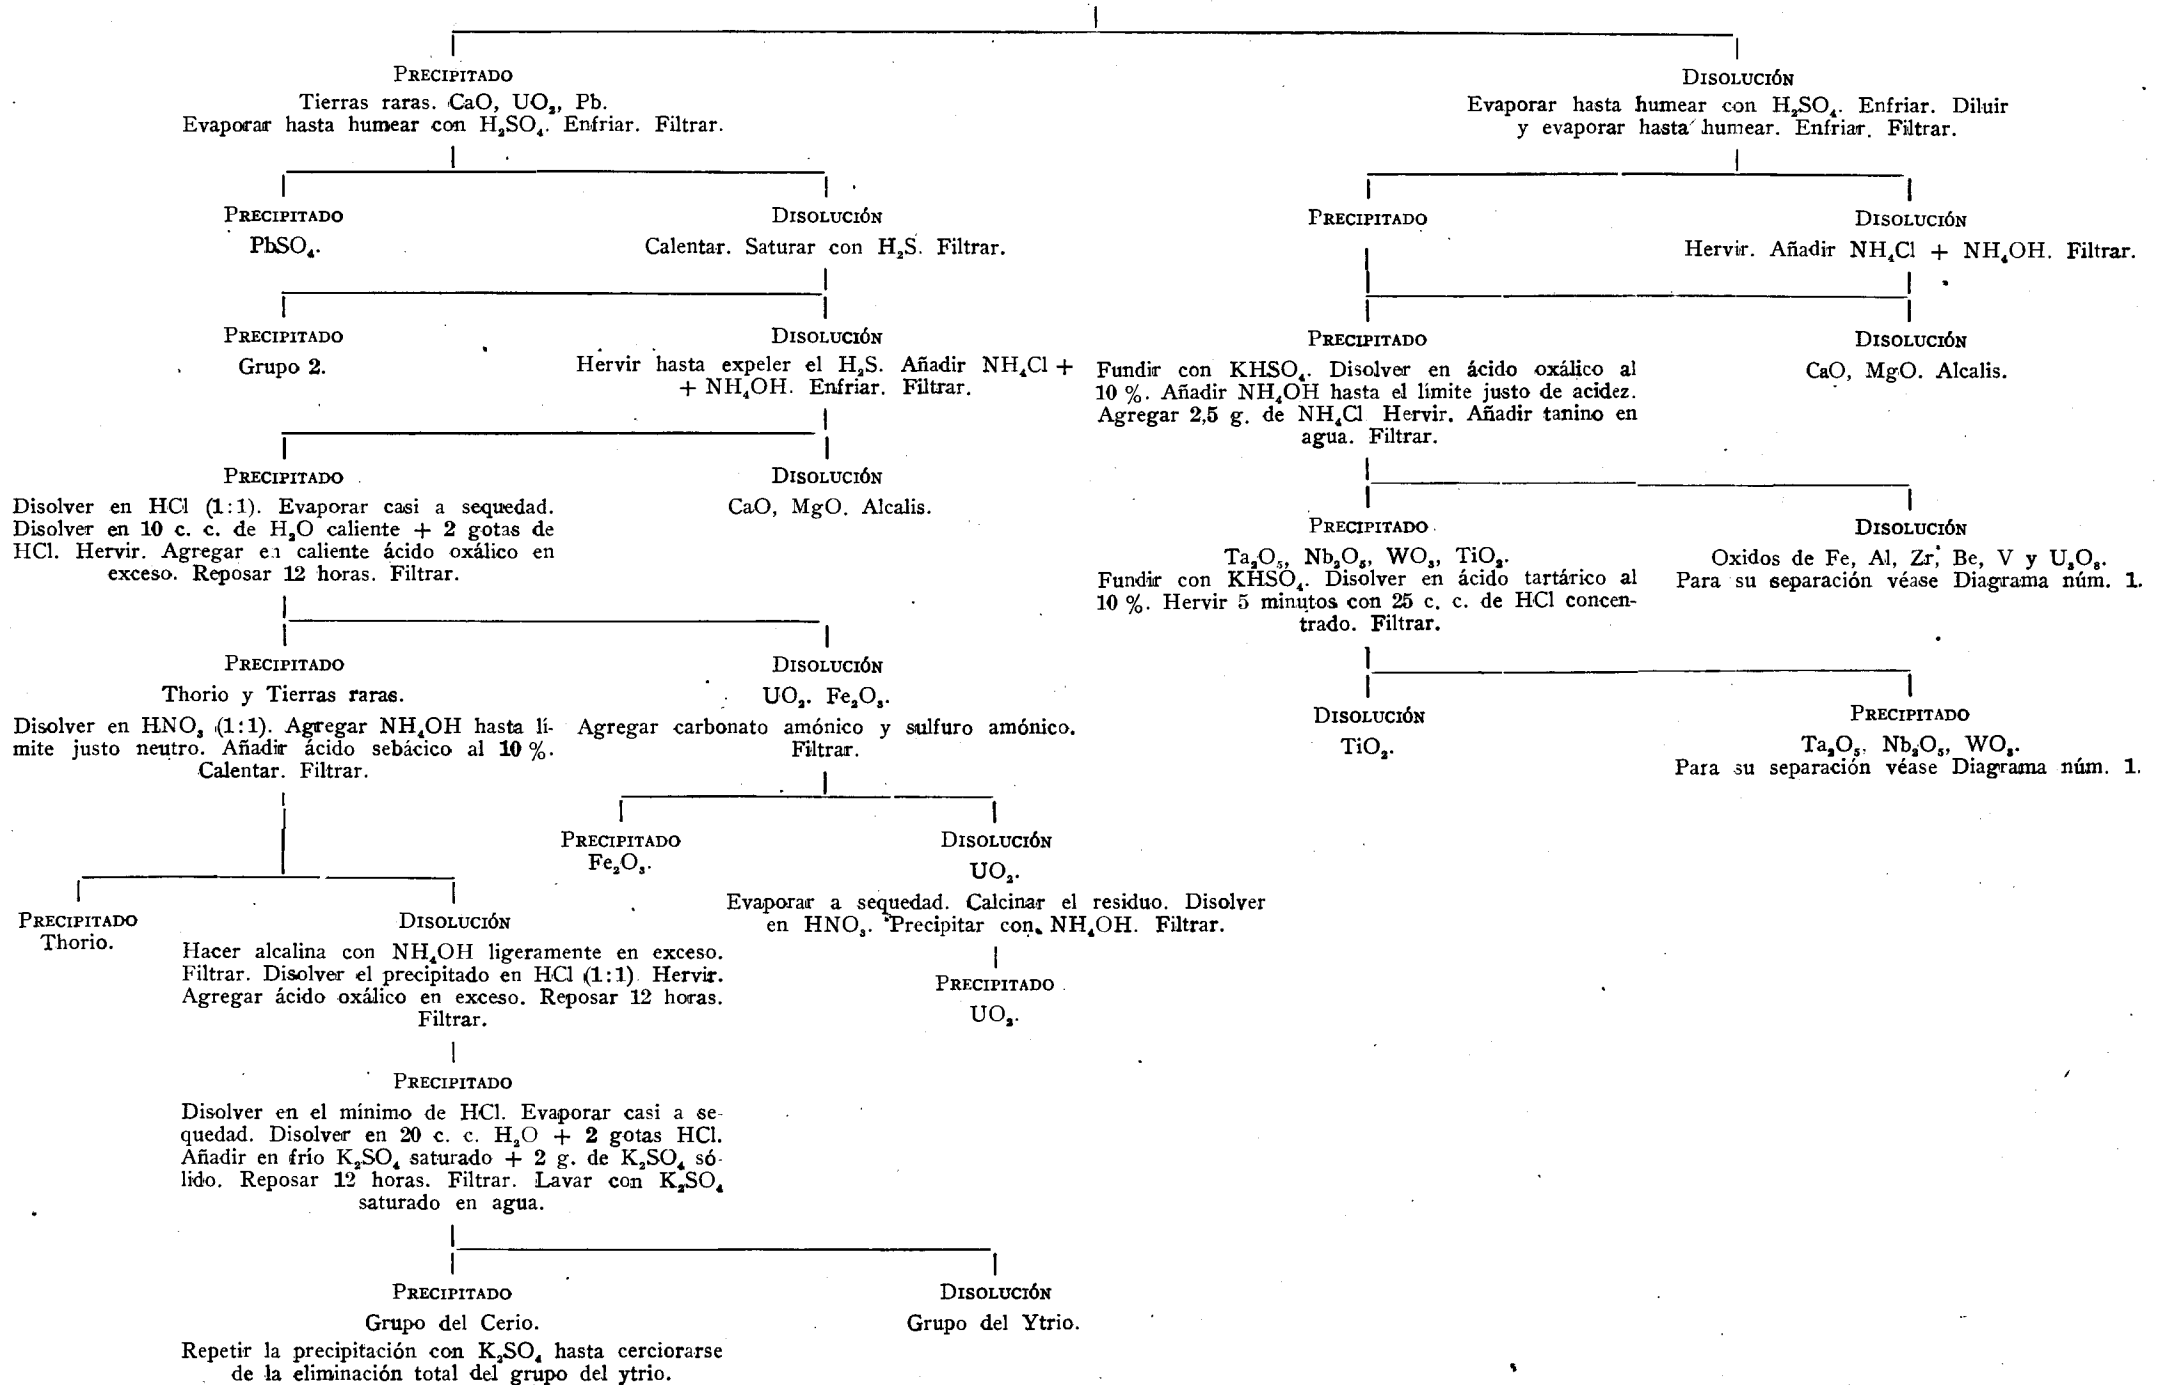 PRECIPITADO
Tierras raras. CaO, UO₂, Pb.
Evaporar hasta humear con H₂SO₄. Enfriar. Filtrar.
DISOLUCIÓN
Evaporar hasta humear con H₂SO₄. Enfriar. Diluir
y evaporar hasta humear. Enfriar. Filtrar.
PRECIPITADO
PbSO₄.
DISOLUCIÓN
Calentar. Saturar con H₂S. Filtrar.
PRECIPITADO
DISOLUCIÓN
Hervir. Añadir NH₄Cl + NH₄OH. Filtrar.
PRECIPITADO
Grupo 2.
DISOLUCIÓN
Hervir hasta expeler el H₂S. Añadir NH₄Cl +
+ NH₄OH. Enfriar. Filtrar.
PRECIPITADO
Fundir con KHSO₄. Disolver en ácido oxálico al
10 %. Añadir NH₄OH hasta el límite justo de acidez.
Agregar 2,5 g. de NH₄Cl Hervir. Añadir tanino en
agua. Filtrar.
DISOLUCIÓN
CaO, MgO. Alcalis.
PRECIPITADO
Disolver en HCl (1:1). Evaporar casi a sequedad.
Disolver en 10 c. c. de H₂O caliente + 2 gotas de
HCl. Hervir. Agregar en caliente ácido oxálico en
exceso. Reposar 12 horas. Filtrar.
DISOLUCIÓN
CaO, MgO. Alcalis.
PRECIPITADO
Ta₂O₅, Nb₂O₅, WO₃, TiO₂.
Fundir con KHSO₄. Disolver en ácido tartárico al
10 %. Hervir 5 minutos con 25 c. c. de HCl concen-
trado. Filtrar.
DISOLUCIÓN
Oxidos de Fe, Al, Zr, Be, V y U₃O₈.
Para su separación véase Diagrama núm. 1.
PRECIPITADO
Thorio y Tierras raras.
Disolver en HNO₃ (1:1). Agregar NH₄OH hasta lí-
mite justo neutro. Añadir ácido sebácico al 10 %.
Calentar. Filtrar.
DISOLUCIÓN
UO₂. Fe₂O₃.
Agregar carbonato amónico y sulfuro amónico.
Filtrar.
DISOLUCIÓN
TiO₂.
PRECIPITADO
Ta₂O₅, Nb₂O₅, WO₃.
Para su separación véase Diagrama núm. 1.
PRECIPITADO
Fe₂O₃.
DISOLUCIÓN
UO₂.
Evaporar a sequedad. Calcinar el residuo. Disolver
en HNO₃. Precipitar con NH₄OH. Filtrar.
PRECIPITADO
UO₂.
PRECIPITADO
Thorio.
DISOLUCIÓN
Hacer alcalina con NH₄OH ligeramente en exceso.
Filtrar. Disolver el precipitado en HCl (1:1) Hervir.
Agregar ácido oxálico en exceso. Reposar 12 horas.
Filtrar.
PRECIPITADO
Disolver en el mínimo de HCl. Evaporar casi a se-
quedad. Disolver en 20 c. c. H₂O + 2 gotas HCl.
Añadir en frío K₂SO₄ saturado + 2 g. de K₂SO₄ só-
lido. Reposar 12 horas. Filtrar. Lavar con K₂SO₄
saturado en agua.
PRECIPITADO
Grupo del Cerio.
Repetir la precipitación con K₂SO₄ hasta cerciorarse
de la eliminación total del grupo del ytrio.
DISOLUCIÓN
Grupo del Ytrio.